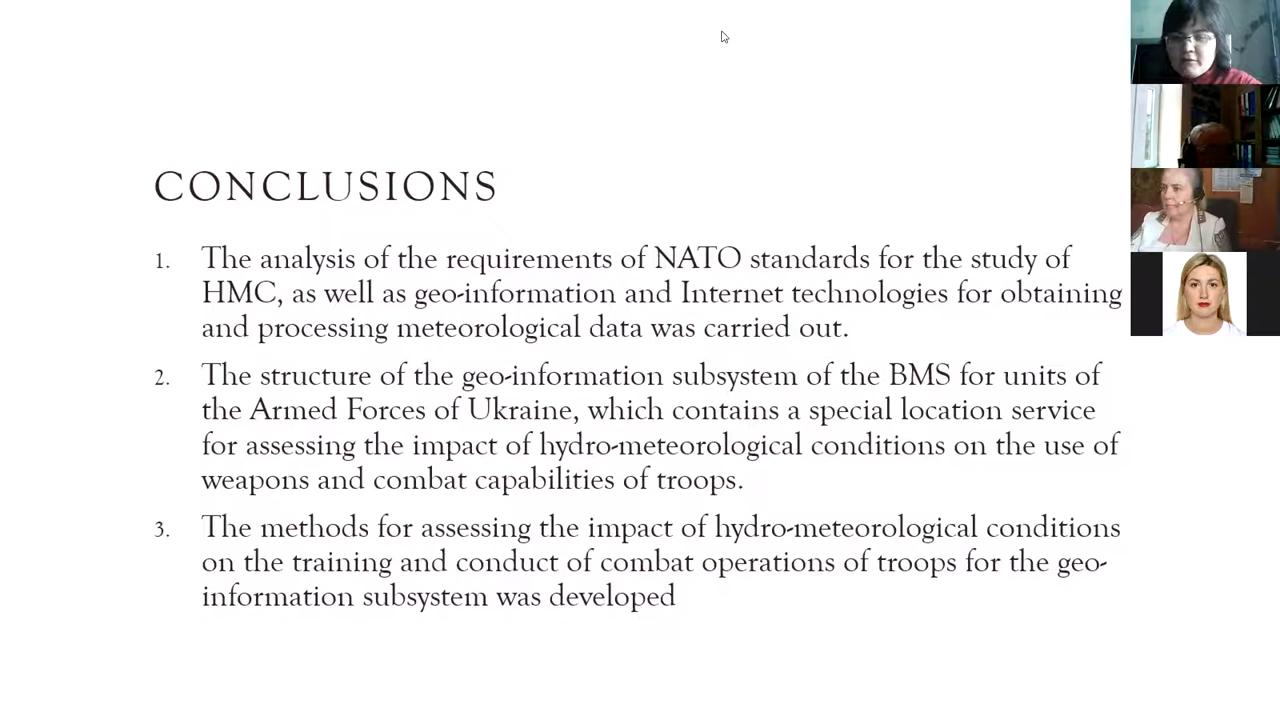 CONCLUSIONS
1. The analysis of the requirements of NATO standards for the study of
HMC, as well as geo-information and Internet technologies for obtaining
and processing meteorological data was carried out.
2. The structure of the geo-information subsystem of the BMS for units of
the Armed Forces of Ukraine, which contains a special location service
for assessing the impact of hydro-meteorological conditions on the use of
weapons and combat capabilities of troops.
3. The methods for assessing the impact of hydro-meteorological conditions
on the training and conduct of combat operations of troops for the geo-
information subsystem was developed